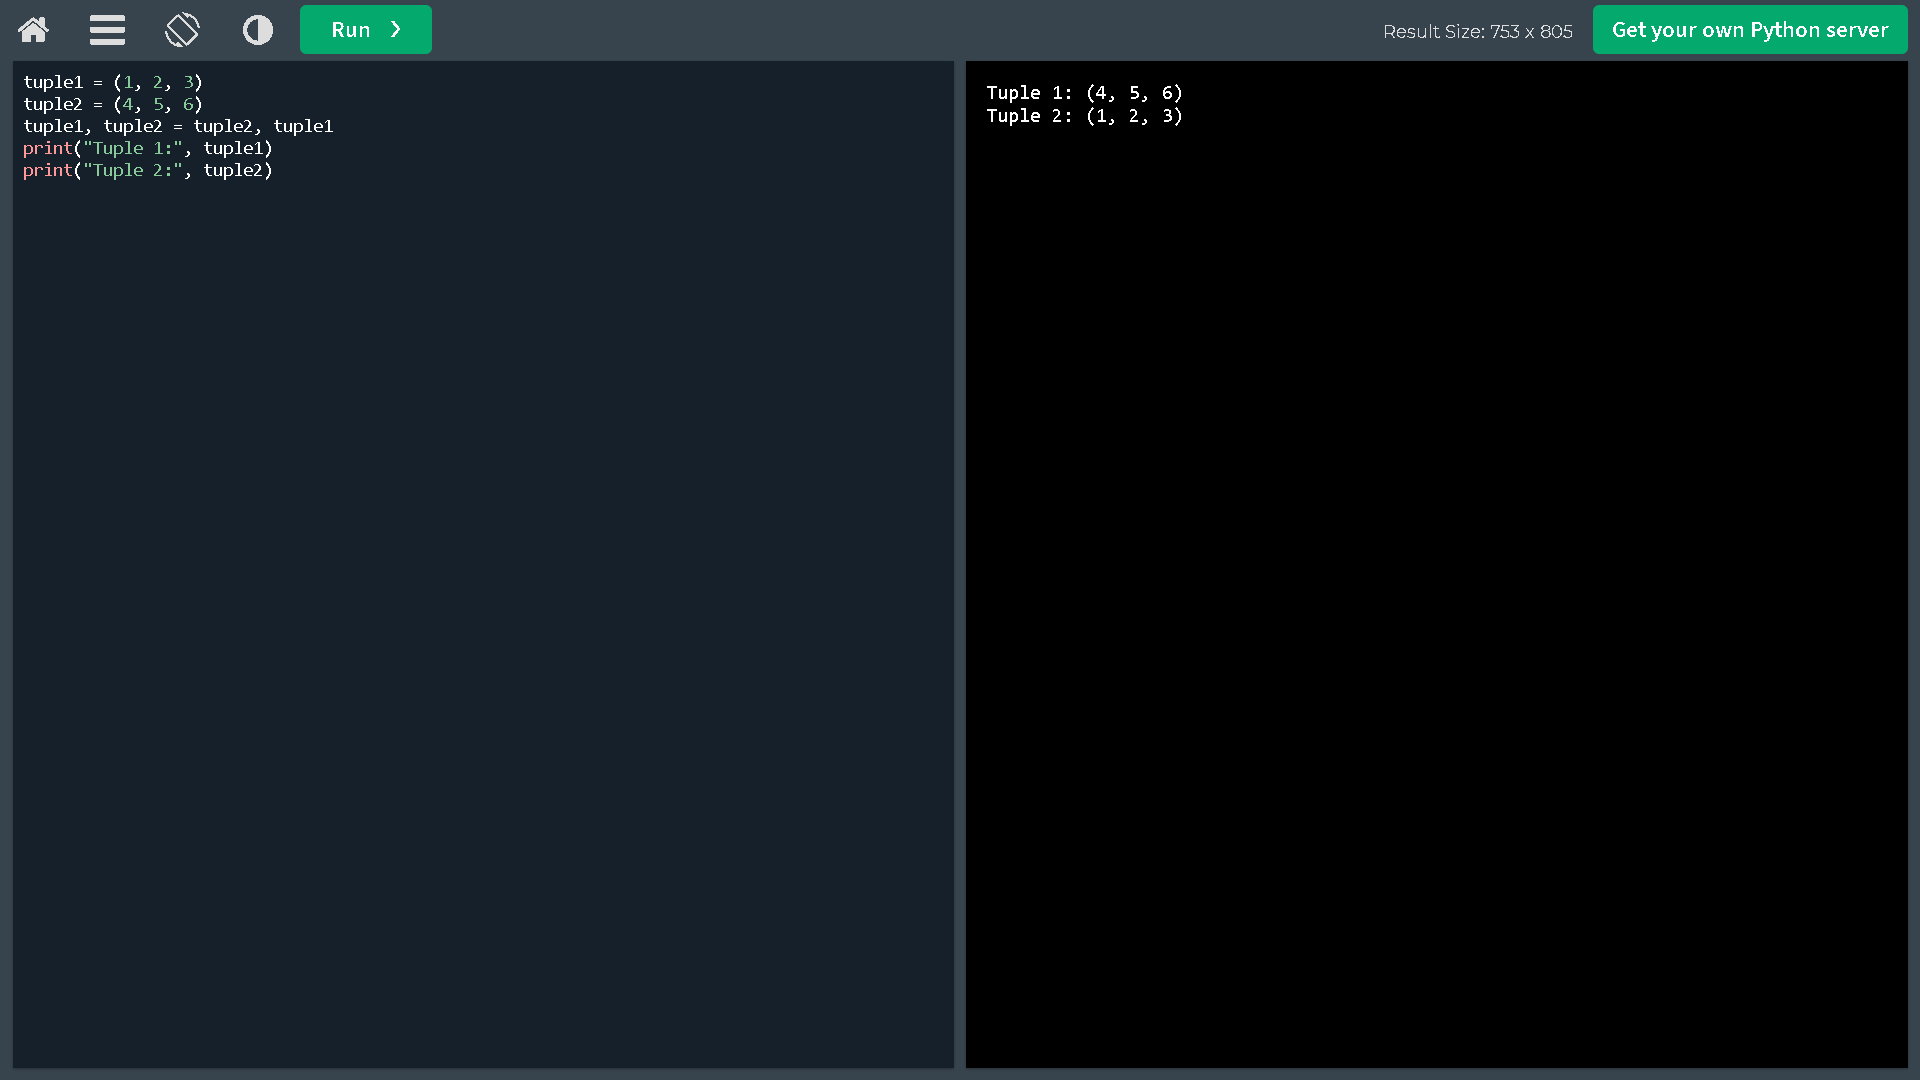 Run ❯
Result Size: 753 x 805
Get your own Python server
tuple1 = (1, 2, 3)
tuple2 = (4, 5, 6)
tuple1, tuple2 = tuple2, tuple1
print("Tuple 1:", tuple1)
print("Tuple 2:", tuple2)
Tuple 1: (4, 5, 6)
Tuple 2: (1, 2, 3)